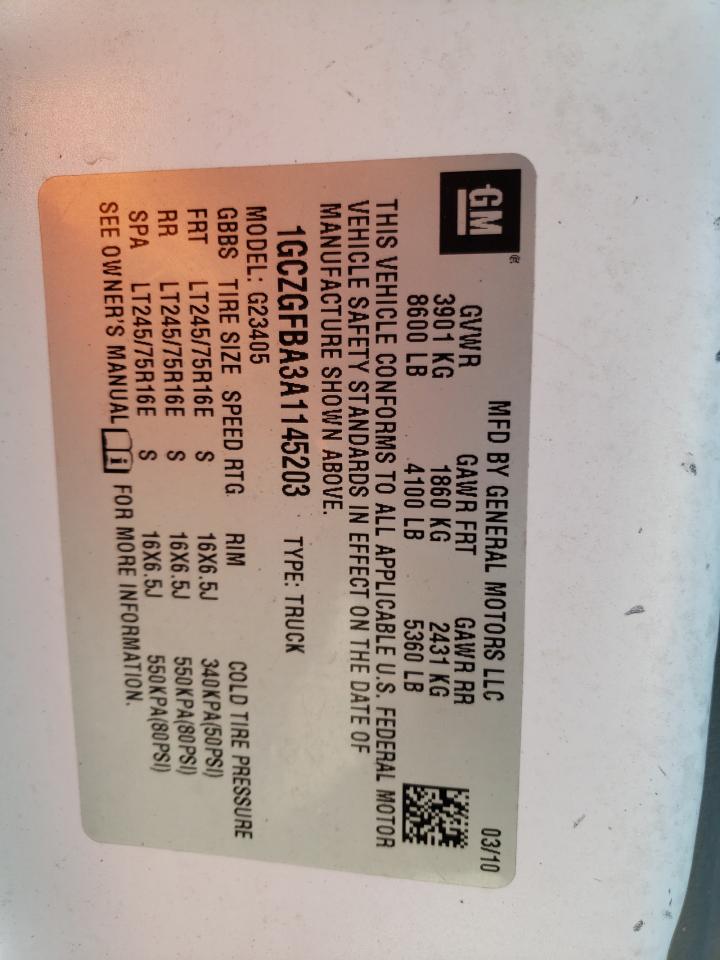 GM
MFD BY GENERAL MOTORS LLC 03/10
GVWR GAWR FRT GAWR RR
3901 KG 1860 KG 2431 KG
8600 LB 4100 LB 5360 LB
THIS VEHICLE CONFORMS TO ALL APPLICABLE U.S. FEDERAL MOTOR
VEHICLE SAFETY STANDARDS IN EFFECT ON THE DATE OF
MANUFACTURE SHOWN ABOVE.
1GCZGFBA3A1145203 TYPE: TRUCK
MODEL: G23405
GBBS TIRE SIZE SPEED RTG RIM COLD TIRE PRESSURE
FRT LT245/75R16E S 16X6.5J 340KPA(50PSI)
RR LT245/75R16E S 16X6.5J 550KPA(80PSI)
SPA LT245/75R16E S 16X6.5J 550KPA(80PSI)
SEE OWNER'S MANUAL i FOR MORE INFORMATION.